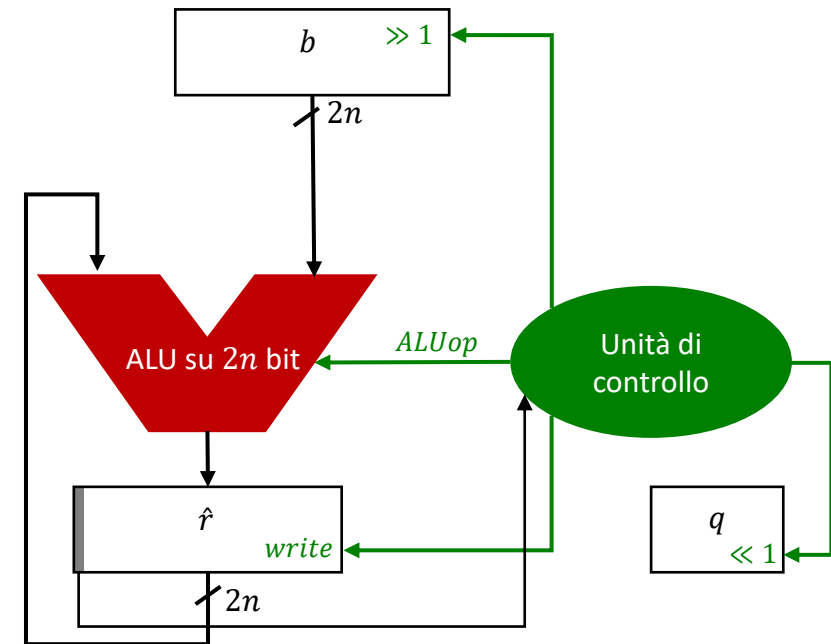 b
≫ 1
2n
ALU su 2n bit
ALUop
Unità di
controllo
r̂
write
2n
q
≪ 1